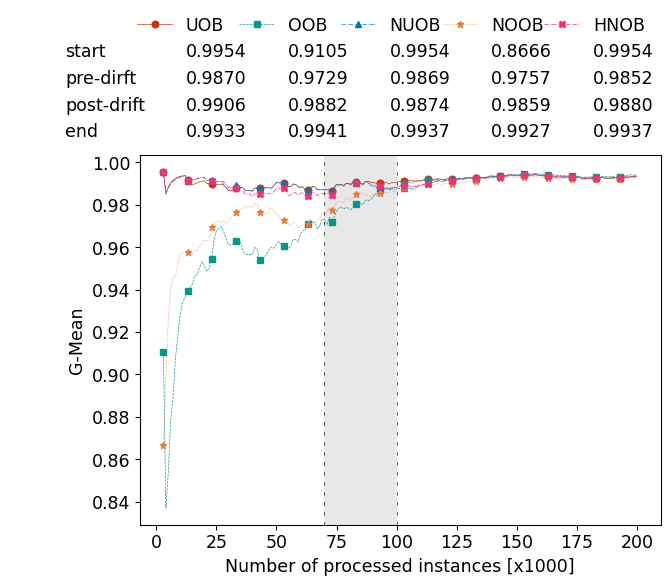 UOB OOB NUOB NOOB HNOB
start 0.9954 0.9105 0.9954 0.8666 0.9954
pre-dirft 0.9870 0.9729 0.9869 0.9757 0.9852
post-drift 0.9906 0.9882 0.9874 0.9859 0.9880
end 0.9933 0.9941 0.9937 0.9927 0.9937
1.00
0.98
0.96
0.94
0.92
0.90
0.88
0.86
0.84
G-Mean
0 25 50 75 100 125 150 175 200
Number of processed instances [x1000]